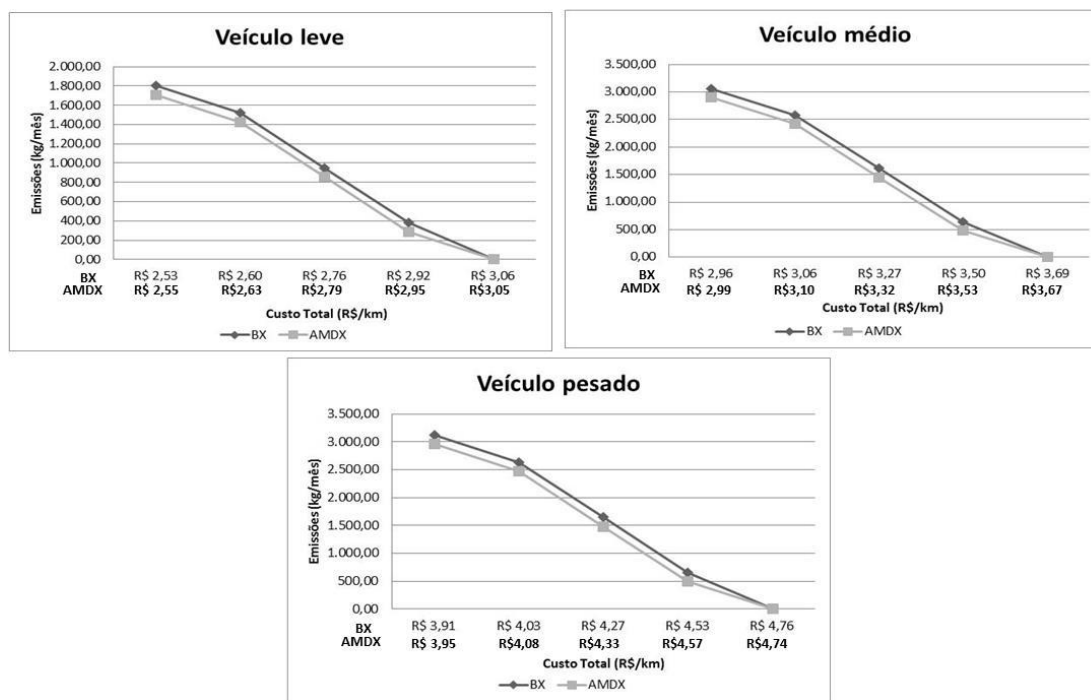 Veículo leve
Emissões (kg/mês)
2.000,00
1.800,00
1.600,00
1.400,00
1.200,00
1.000,00
800,00
600,00
400,00
200,00
0,00
BX R$ 2,53 R$ 2,60 R$ 2,76 R$ 2,92 R$ 3,06
AMDX R$ 2,55 R$2,63 R$2,79 R$2,95 R$3,05
Custo Total (R$/km)
BX AMDX
Veículo médio
Emissões (kg/mês)
3.500,00
3.000,00
2.500,00
2.000,00
1.500,00
1.000,00
500,00
0,00
BX R$ 2,96 R$ 3,06 R$ 3,27 R$ 3,50 R$ 3,69
AMDX R$ 2,99 R$3,10 R$3,32 R$3,53 R$3,67
Custo Total (R$/km)
BX AMDX
Veículo pesado
Emissões (kg/mês)
3.500,00
3.000,00
2.500,00
2.000,00
1.500,00
1.000,00
500,00
0,00
BX R$ 3,91 R$ 4,03 R$ 4,27 R$ 4,53 R$ 4,76
AMDX R$ 3,95 R$4,08 R$4,33 R$4,57 R$4,74
Custo Total (R$/km)
BX AMDX